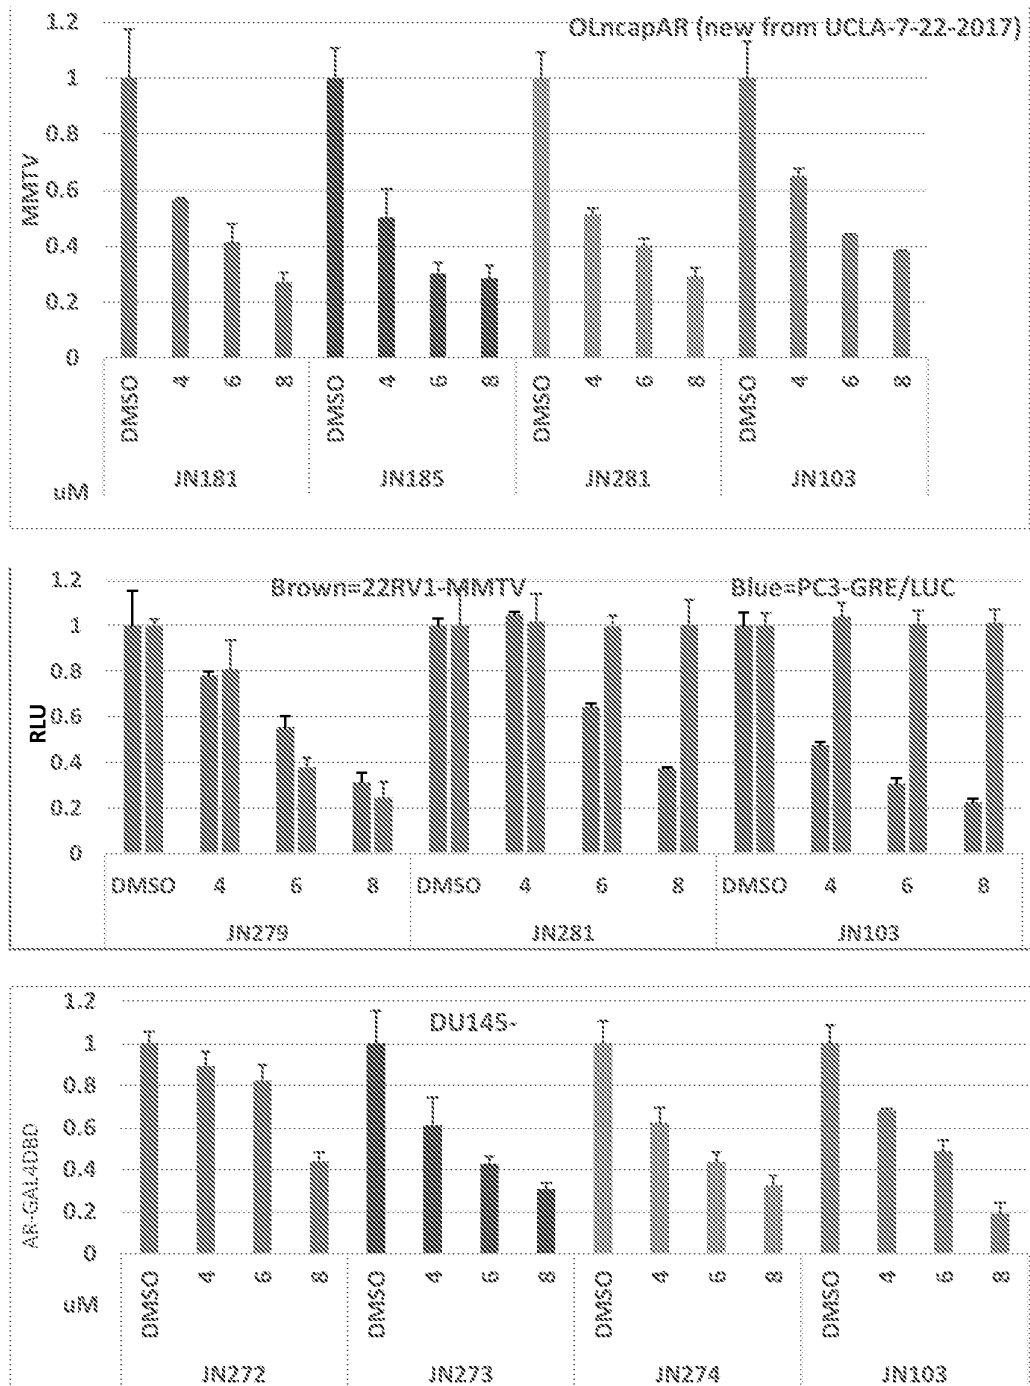 OLncapAR (new from UCLA-7-22-2017)
MMTV
1.2
1
0.8
0.6
0.4
0.2
0
DMSO 4 6 8 DMSO 4 6 8 DMSO 4 6 8 DMSO 4 6 8
JN181 JN185 JN281 JN103
uM
Brown=22RV1-MMTV Blue=PC3-GRE/LUC
RLU
1.2
1
0.8
0.6
0.4
0.2
0
DMSO 4 6 8 DMSO 4 6 8 DMSO 4 6 8
JN279 JN281 JN103
DU145-
AR-GAL4DBD
1.2
1
0.8
0.6
0.4
0.2
0
DMSO 4 6 8 DMSO 4 6 8 DMSO 4 6 8 DMSO 4 6 8
uM
JN272 JN273 JN274 JN103